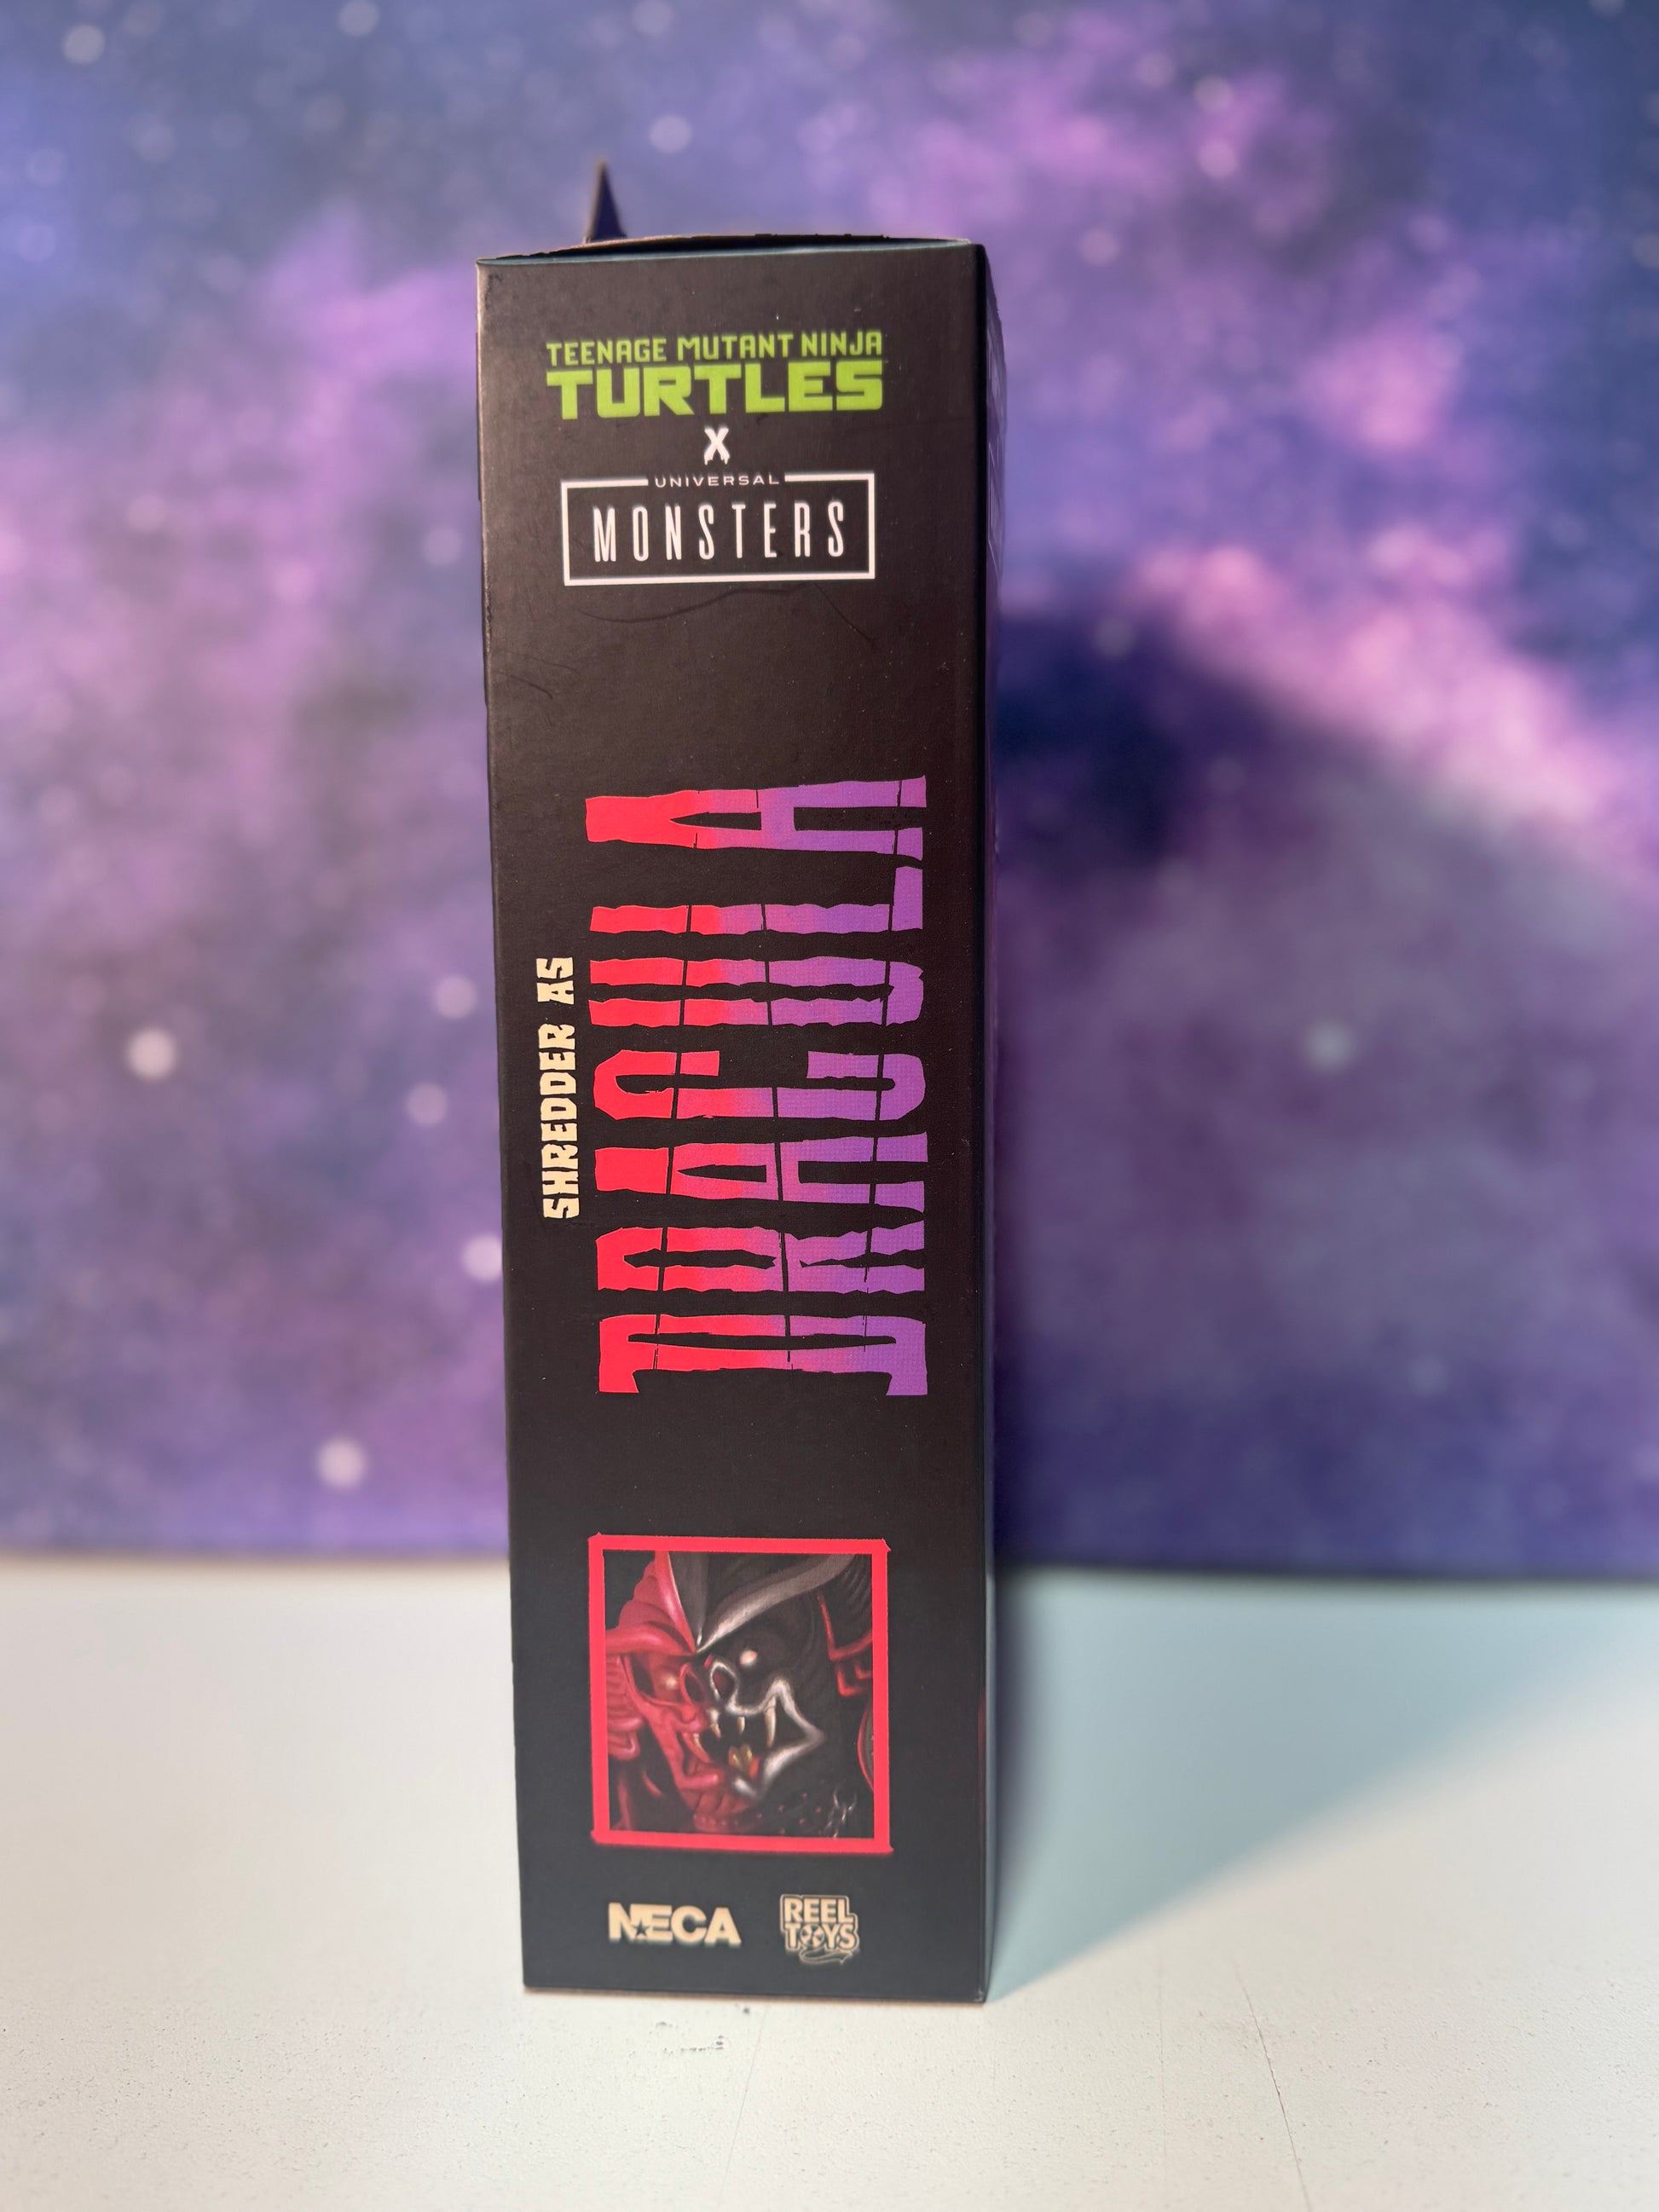 TEENAGE MUTANT NINJA
TURTLES
X
UNIVERSAL
MONSTERS
SHREDDER AS
DRACULA
NECA
REEL
TOYS